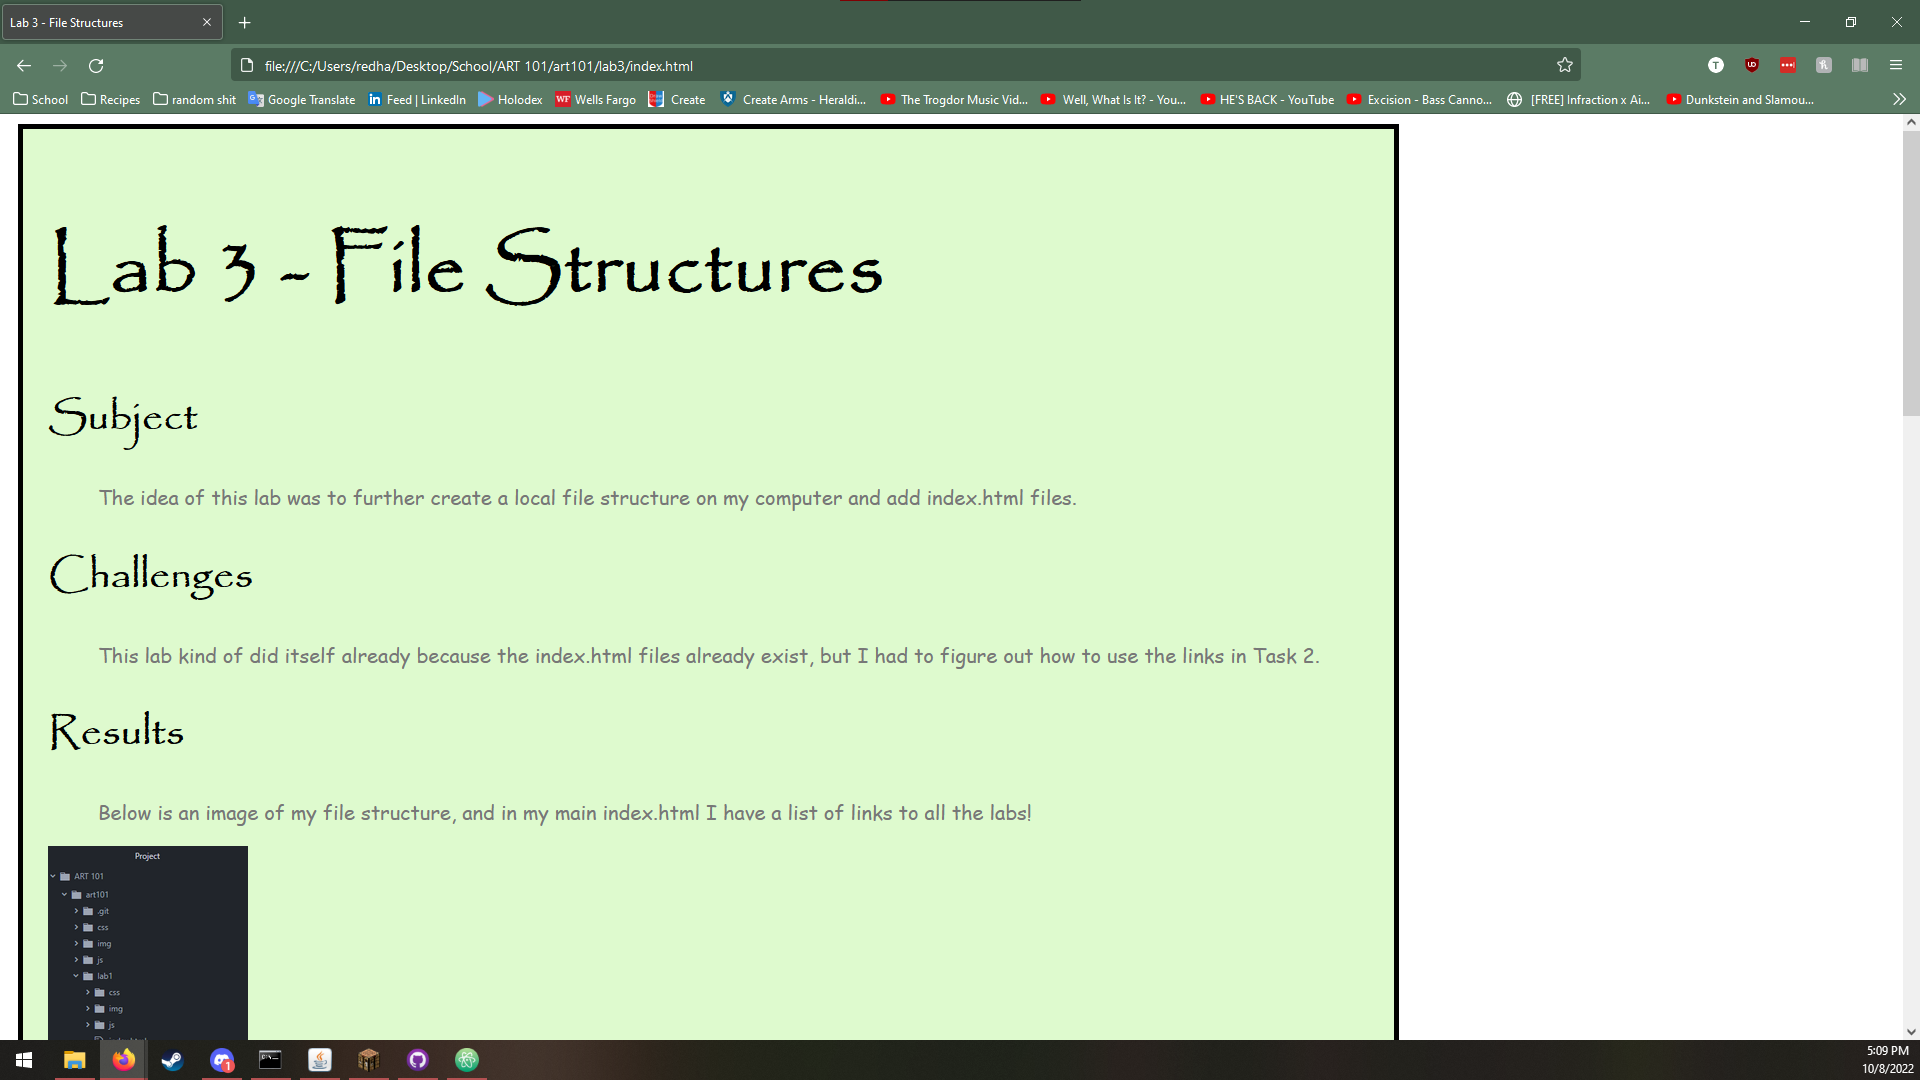 Lab 3 - File Structures
file:///C:/Users/redha/Desktop/School/ART 101/art101/lab3/index.html
School Recipes random shit Google Translate Feed | LinkedIn Holodex Wells Fargo Create Create Arms - Heraldi... The Trogdor Music Vid... Well, What Is It? - You... HE'S BACK - YouTube Excision - Bass Canno... [FREE] Infraction x Ai... Dunkstein and Slamou...
Lab 3 - File Structures
Subject
The idea of this lab was to further create a local file structure on my computer and add index.html files.
Challenges
This lab kind of did itself already because the index.html files already exist, but I had to figure out how to use the links in Task 2.
Results
Below is an image of my file structure, and in my main index.html I have a list of links to all the labs!
Project
ART 101
art101
.git
css
img
js
lab1
css
img
js
5:09 PM
10/8/2022